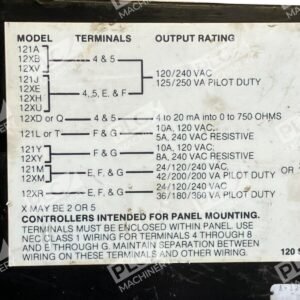 MODEL TERMINALS OUTPUT RATING
121A
12XB 4 & 5
12XV
120/240 VAC
125/250 VA PILOT DUTY
121J
12XE
12XH 4, 5, E, & F
12XU
12XD or Q 4 & 5 4 to 20 mA into 0 to 750 OHMS
121L or T F & G 10A, 120 VAC;
5A, 240 VAC RESISTIVE
121Y F & G 10A, 120 VAC;
12XY 8A, 240 VAC RESISTIVE
121M E, F, & G 24/120/240 VAC OR
12XM 42/200/200 VA PILOT DUTY
12XR E, F, & G 24/120/240 VAC
36/180/360 VA PILOT DUTY
X MAY BE 2 OR 5
CONTROLLERS INTENDED FOR PANEL MOUNTING.
TERMINALS MUST BE ENCLOSED WITHIN PANEL. USE
NEC CLASS 1 WIRING FOR TERMINALS 4 THROUGH 8
AND E THROUGH G. MAINTAIN SEPARATION BETWEEN
WIRING ON THESE TERMINALS AND OTHER WIRING.
120